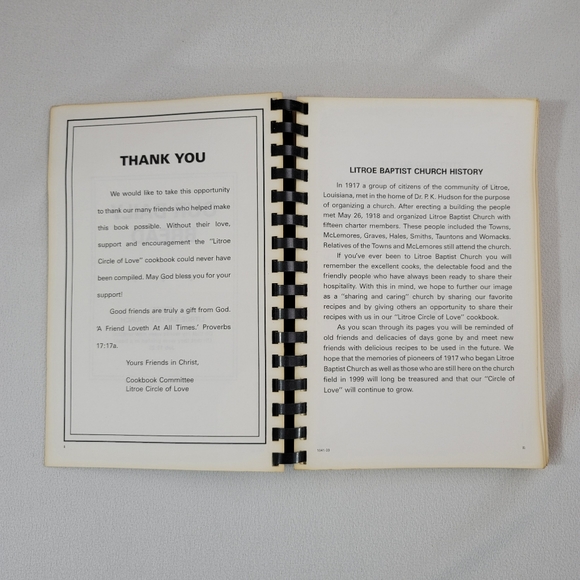 THANK YOU
We would like to take this opportunity
to thank our many friends who helped make
this book possible. Without their love,
support and encouragement the "Litroe
Circle of Love" cookbook could never have
been compiled. May God bless you for your
support!
Good friends are truly a gift from God.
'A Friend Loveth At All Times.' Proverbs
17:17a.
Yours Friends in Christ,
Cookbook Committee
Litroe Circle of Love
LITROE BAPTIST CHURCH HISTORY
In 1917 a group of citizens of the community of Litroe,
Louisiana, met in the home of Dr. P. K. Hudson for the purpose
of organizing a church. After erecting a building the people
met May 26, 1918 and organized Litroe Baptist Church with
fifteen charter members. These people included the Towns,
McLemores, Graves, Hales, Smiths, Tauntons and Womacks.
Relatives of the Towns and McLemores still attend the church.
If you've ever been to Litroe Baptist Church you will
remember the excellent cooks, the delectable food and the
friendly people who have always been ready to share their
hospitality. With this in mind, we hope to further our image
as a "sharing and caring" church by sharing our favorite
recipes and by giving others an opportunity to share their
recipes with us in our "Litroe Circle of Love" cookbook.
As you scan through its pages you will be reminded of
old friends and delicacies of days gone by and meet new
friends with delicious recipes to be used in the future. We
hope that the memories of pioneers of 1917 who began Litroe
Baptist Church as well as those who are still here on the church
field in 1999 will long be treasured and that our "Circle of
Love" will continue to grow.